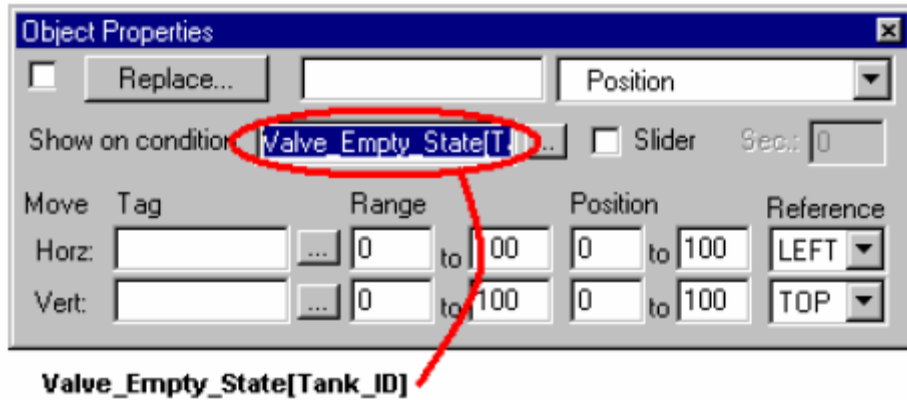 Object Properties
Replace... Position
Show on condition Valve_Empty_State[T. ... Slider Sec.: 0
Move Tag Range Position Reference
Horz: ... 0 to 100 0 to 100 LEFT
Vert: ... 0 to 100 0 to 100 TOP
Valve_Empty_State[Tank_ID]